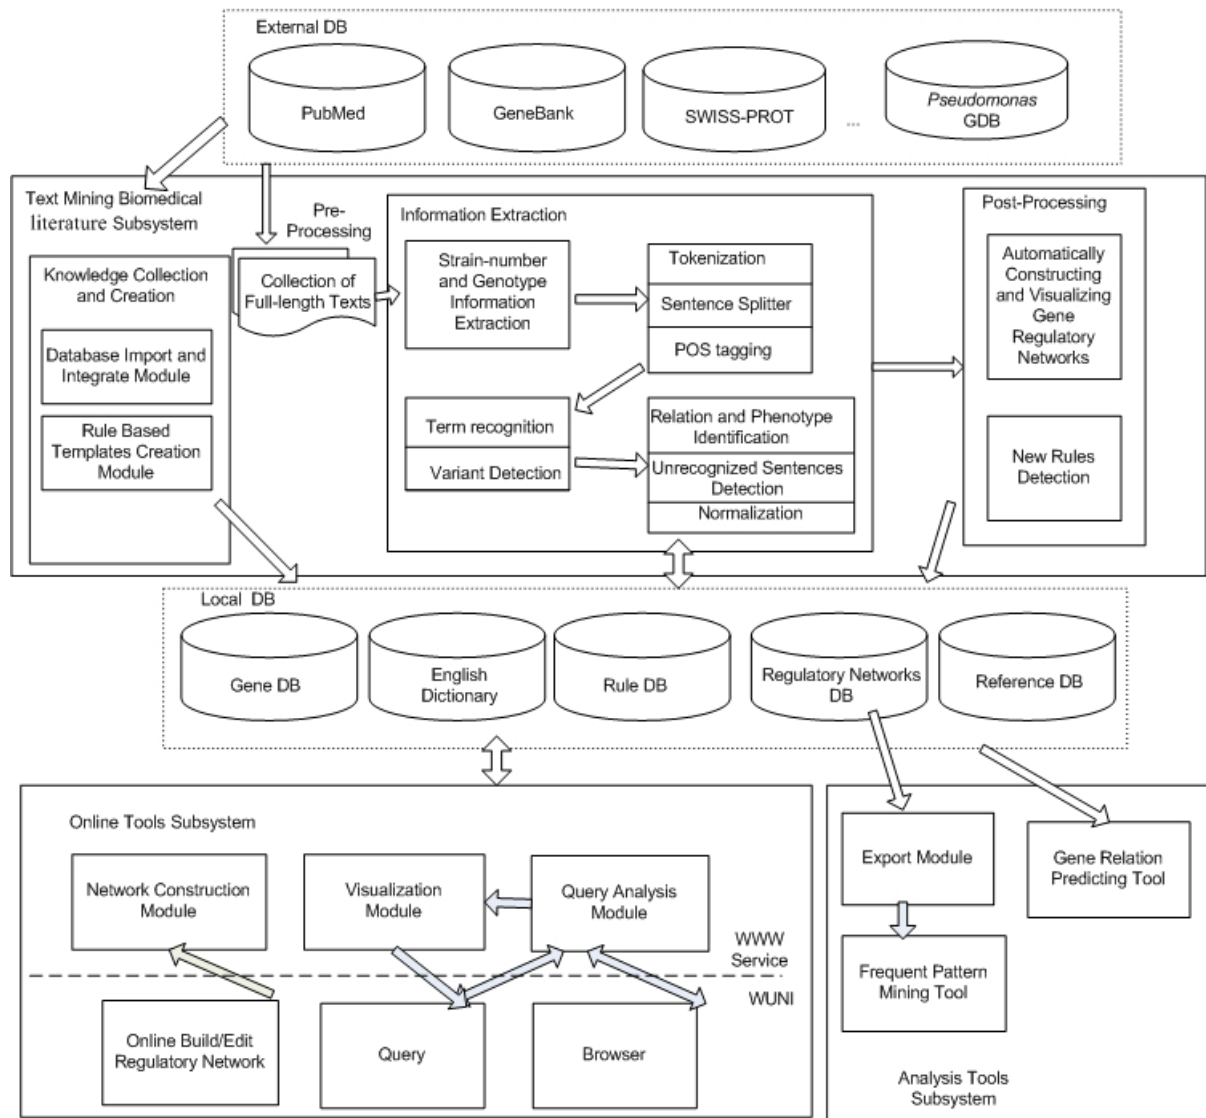 External DB
PubMed
GeneBank
SWISS-PROT
...
Pseudomonas
GDB
Text Mining Biomedical
literature Subsystem
Knowledge Collection
and Creation
Database Import and
Integrate Module
Rule Based
Templates Creation
Module
Pre-
Processing
Collection of
Full-length Texts
Information Extraction
Strain-number
and Genotype
Information
Extraction
Tokenization
Sentence Splitter
POS tagging
Term recognition
Variant Detection
Relation and Phenotype
Identification
Unrecognized Sentences
Detection
Normalization
Post-Processing
Automatically
Constructing
and Visualizing
Gene
Regulatory
Networks
New Rules
Detection
Local DB
Gene DB
English
Dictionary
Rule DB
Regulatory Networks
DB
Reference DB
Online Tools Subsystem
Network Construction
Module
Visualization
Module
Query Analysis
Module
WWW
Service
WUNI
Online Build/Edit
Regulatory Network
Query
Browser
Export Module
Gene Relation
Predicting Tool
Frequent Pattern
Mining Tool
Analysis Tools
Subsystem